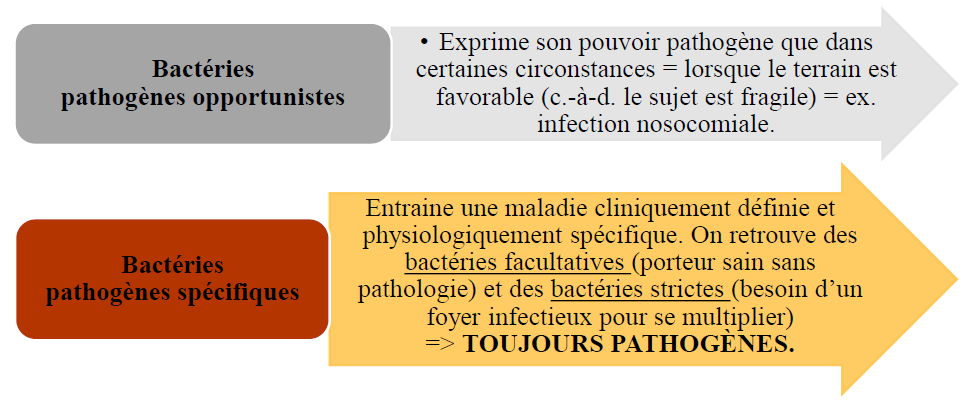 Bactéries
pathogènes opportunistes
• Exprime son pouvoir pathogène que dans
certaines circonstances = lorsque le terrain est
favorable (c.-à-d. le sujet est fragile) = ex.
infection nosocomiale.
Bactéries
pathogènes spécifiques
Entraine une maladie cliniquement définie et
physiologiquement spécifique. On retrouve des
bactéries facultatives (porteur sain sans
pathologie) et des bactéries strictes (besoin d’un
foyer infectieux pour se multiplier)
=> TOUJOURS PATHOGÈNES.